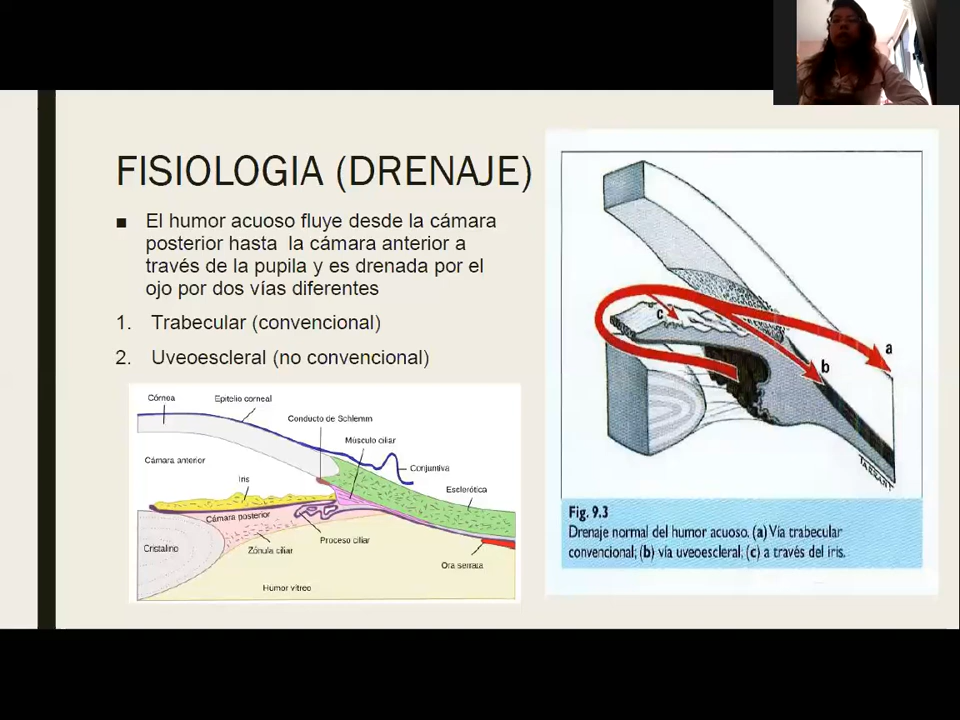 FISIOLOGIA (DRENAJE)
■ El humor acuoso fluye desde la cámara
posterior hasta la cámara anterior a
través de la pupila y es drenada por el
ojo por dos vías diferentes
1. Trabecular (convencional)
2. Uveoescleral (no convencional)
Córnea
Epitelio corneal
Conducto de Schlemm
Músculo ciliar
Conjuntiva
Cámara anterior
Iris
Esclerótica
Cámara posterior
Cristalino
Proceso ciliar
Zónula ciliar
Ora serrata
Humor vítreo
c
a
b
TARRANT
Fig. 9.3
Drenaje normal del humor acuoso. (a) Vía trabecular
convencional; (b) vía uveoescleral; (c) a través del iris.